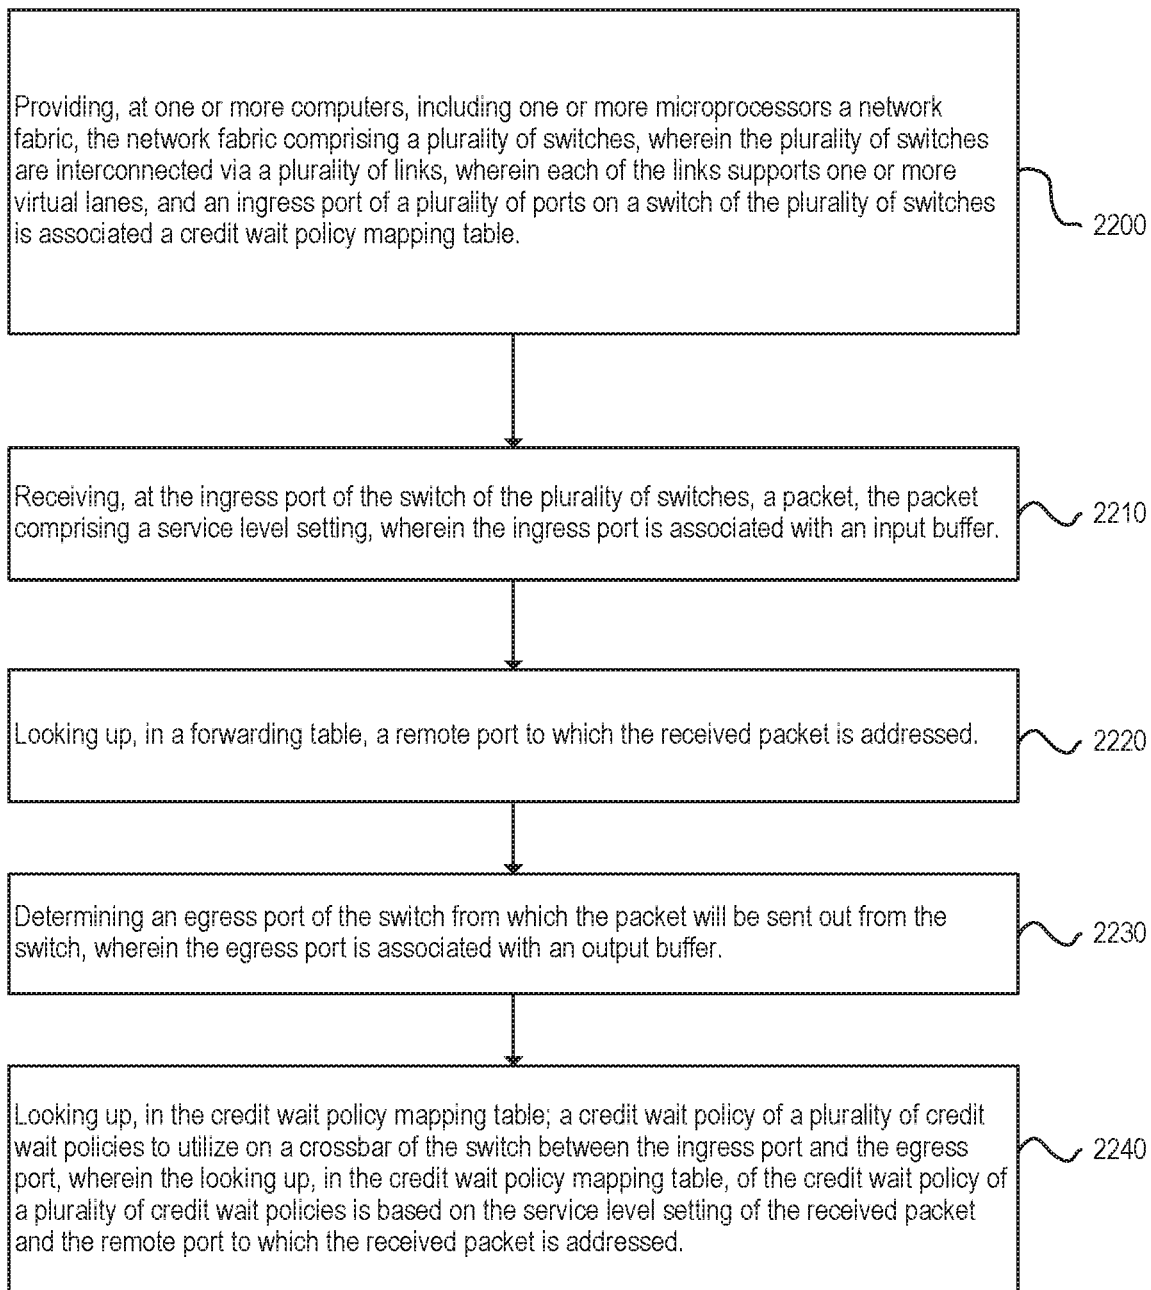 Providing, at one or more computers, including one or more microprocessors a network
fabric, the network fabric comprising a plurality of switches, wherein the plurality of switches
are interconnected via a plurality of links, wherein each of the links supports one or more
virtual lanes, and an ingress port of a plurality of ports on a switch of the plurality of switches
is associated a credit wait policy mapping table.
2200
Receiving, at the ingress port of the switch of the plurality of switches, a packet, the packet
comprising a service level setting, wherein the ingress port is associated with an input buffer.
2210
Looking up, in a forwarding table, a remote port to which the received packet is addressed.
2220
Determining an egress port of the switch from which the packet will be sent out from the
switch, wherein the egress port is associated with an output buffer.
2230
Looking up, in the credit wait policy mapping table; a credit wait policy of a plurality of credit
wait policies to utilize on a crossbar of the switch between the ingress port and the egress
port, wherein the looking up, in the credit wait policy mapping table, of the credit wait policy of
a plurality of credit wait policies is based on the service level setting of the received packet
and the remote port to which the received packet is addressed.
2240